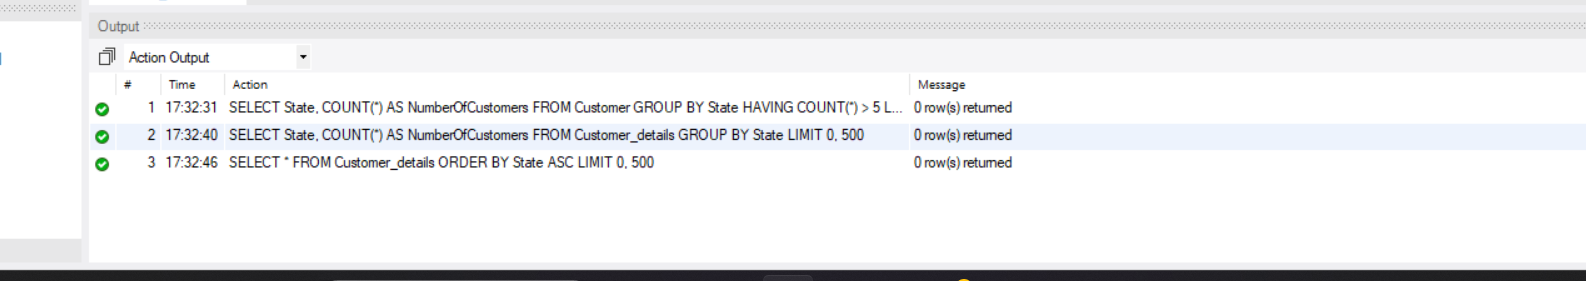 Output
Action Output
# Time Action Message
1 17:32:31 SELECT State, COUNT(*) AS NumberOfCustomers FROM Customer GROUP BY State HAVING COUNT(*) > 5 L... 0 row(s) returned
2 17:32:40 SELECT State, COUNT(*) AS NumberOfCustomers FROM Customer_details GROUP BY State LIMIT 0, 500 0 row(s) returned
3 17:32:46 SELECT * FROM Customer_details ORDER BY State ASC LIMIT 0, 500 0 row(s) returned